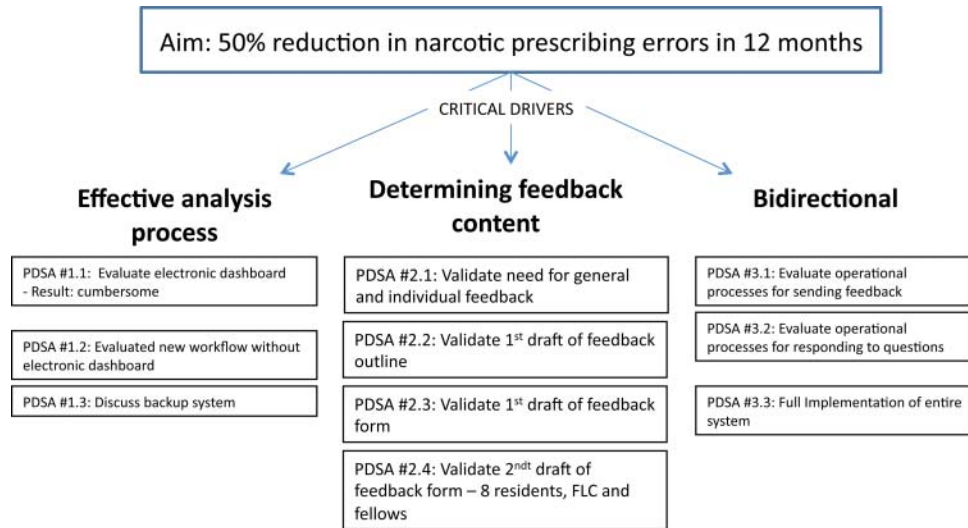 Aim: 50% reduction in narcotic prescribing errors in 12 months
CRITICAL DRIVERS
Effective analysis
process
PDSA #1.1:  Evaluate electronic dashboard
- Result: cumbersome
PDSA #1.2: Evaluated new workflow without
electronic dashboard
PDSA #1.3: Discuss backup system
Determining feedback
content
PDSA #2.1: Validate need for general
and individual feedback
PDSA #2.2: Validate 1st draft of feedback
outline
PDSA #2.3: Validate 1st draft of feedback
form
PDSA #2.4: Validate 2ndt draft of
feedback form – 8 residents, FLC and
fellows
Bidirectional
PDSA #3.1: Evaluate operational
processes for sending feedback
PDSA #3.2: Evaluate operational
processes for responding to questions
PDSA #3.3: Full Implementation of entire
system